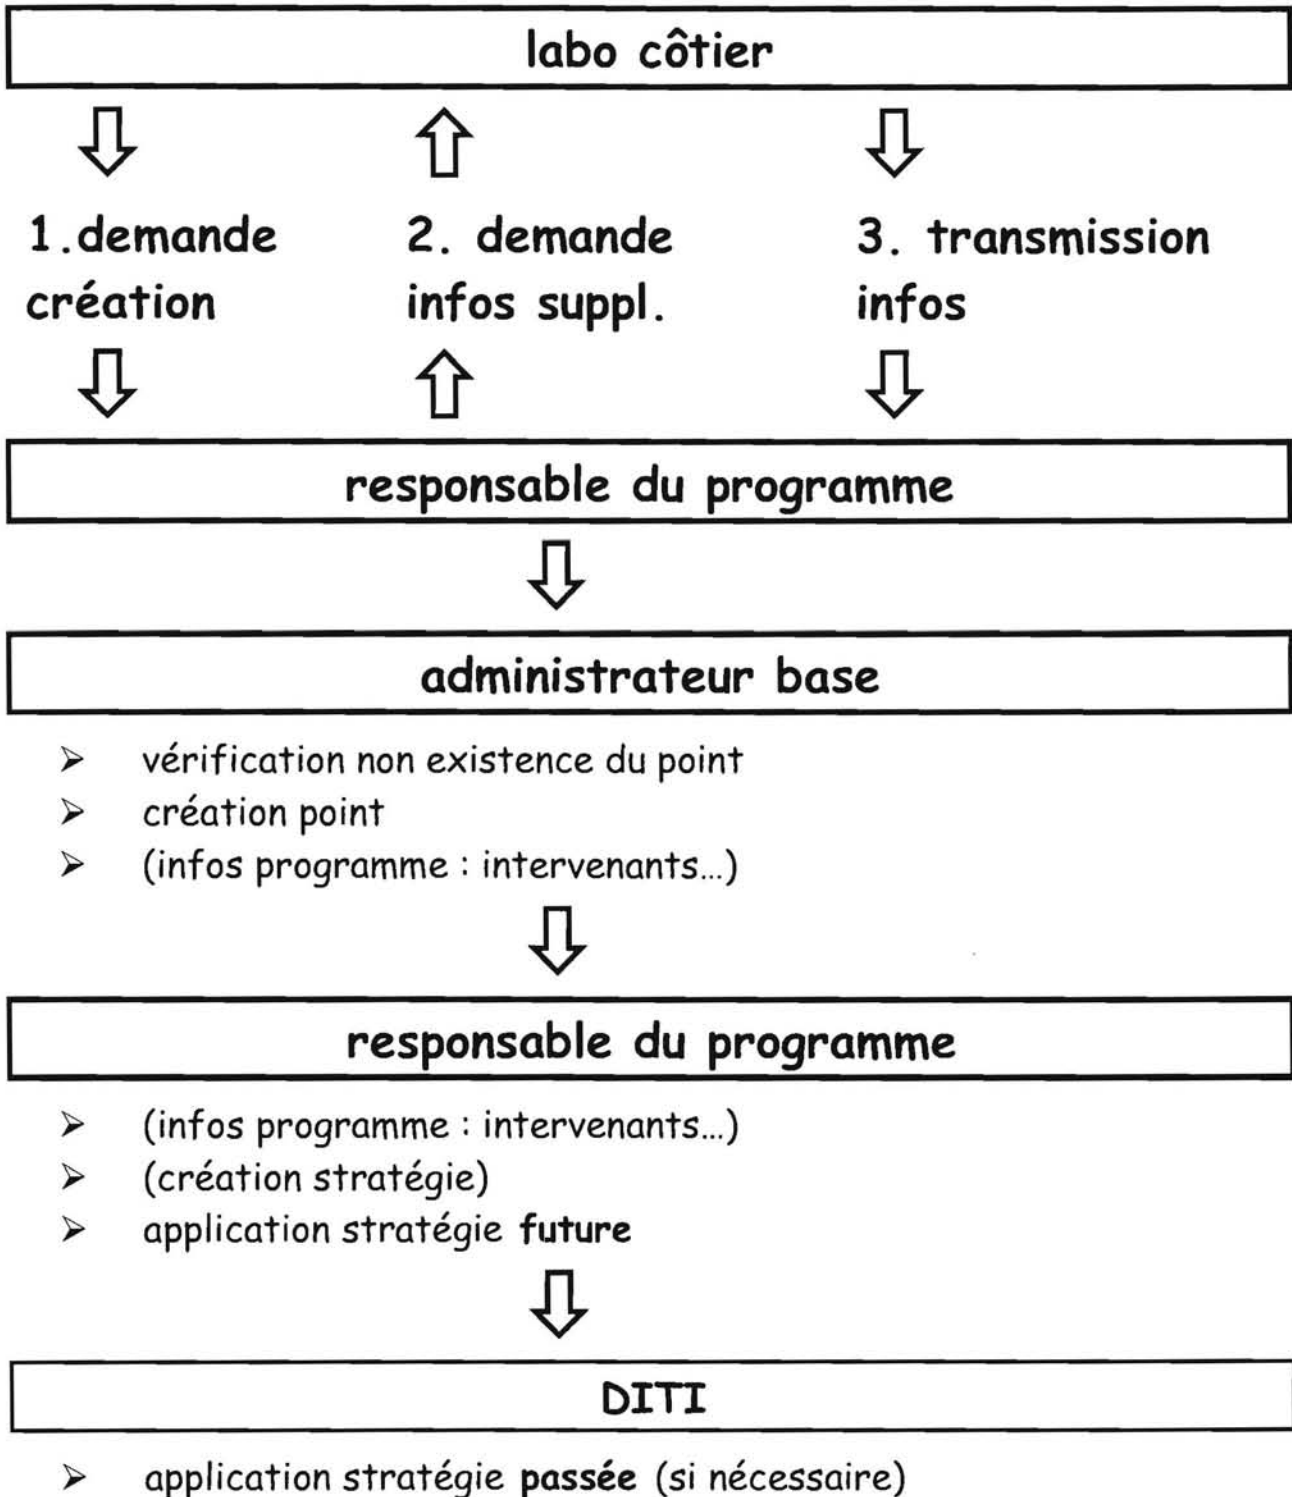 labo côtier
1.demande
création
2. demande
infos suppl.
3. transmission
infos
responsable du programme
administrateur base
➢ vérification non existence du point
➢ création point
➢ (infos programme : intervenants...)
responsable du programme
➢ (infos programme : intervenants...)
➢ (création stratégie)
➢ application stratégie future
DITI
➢ application stratégie passée (si nécessaire)